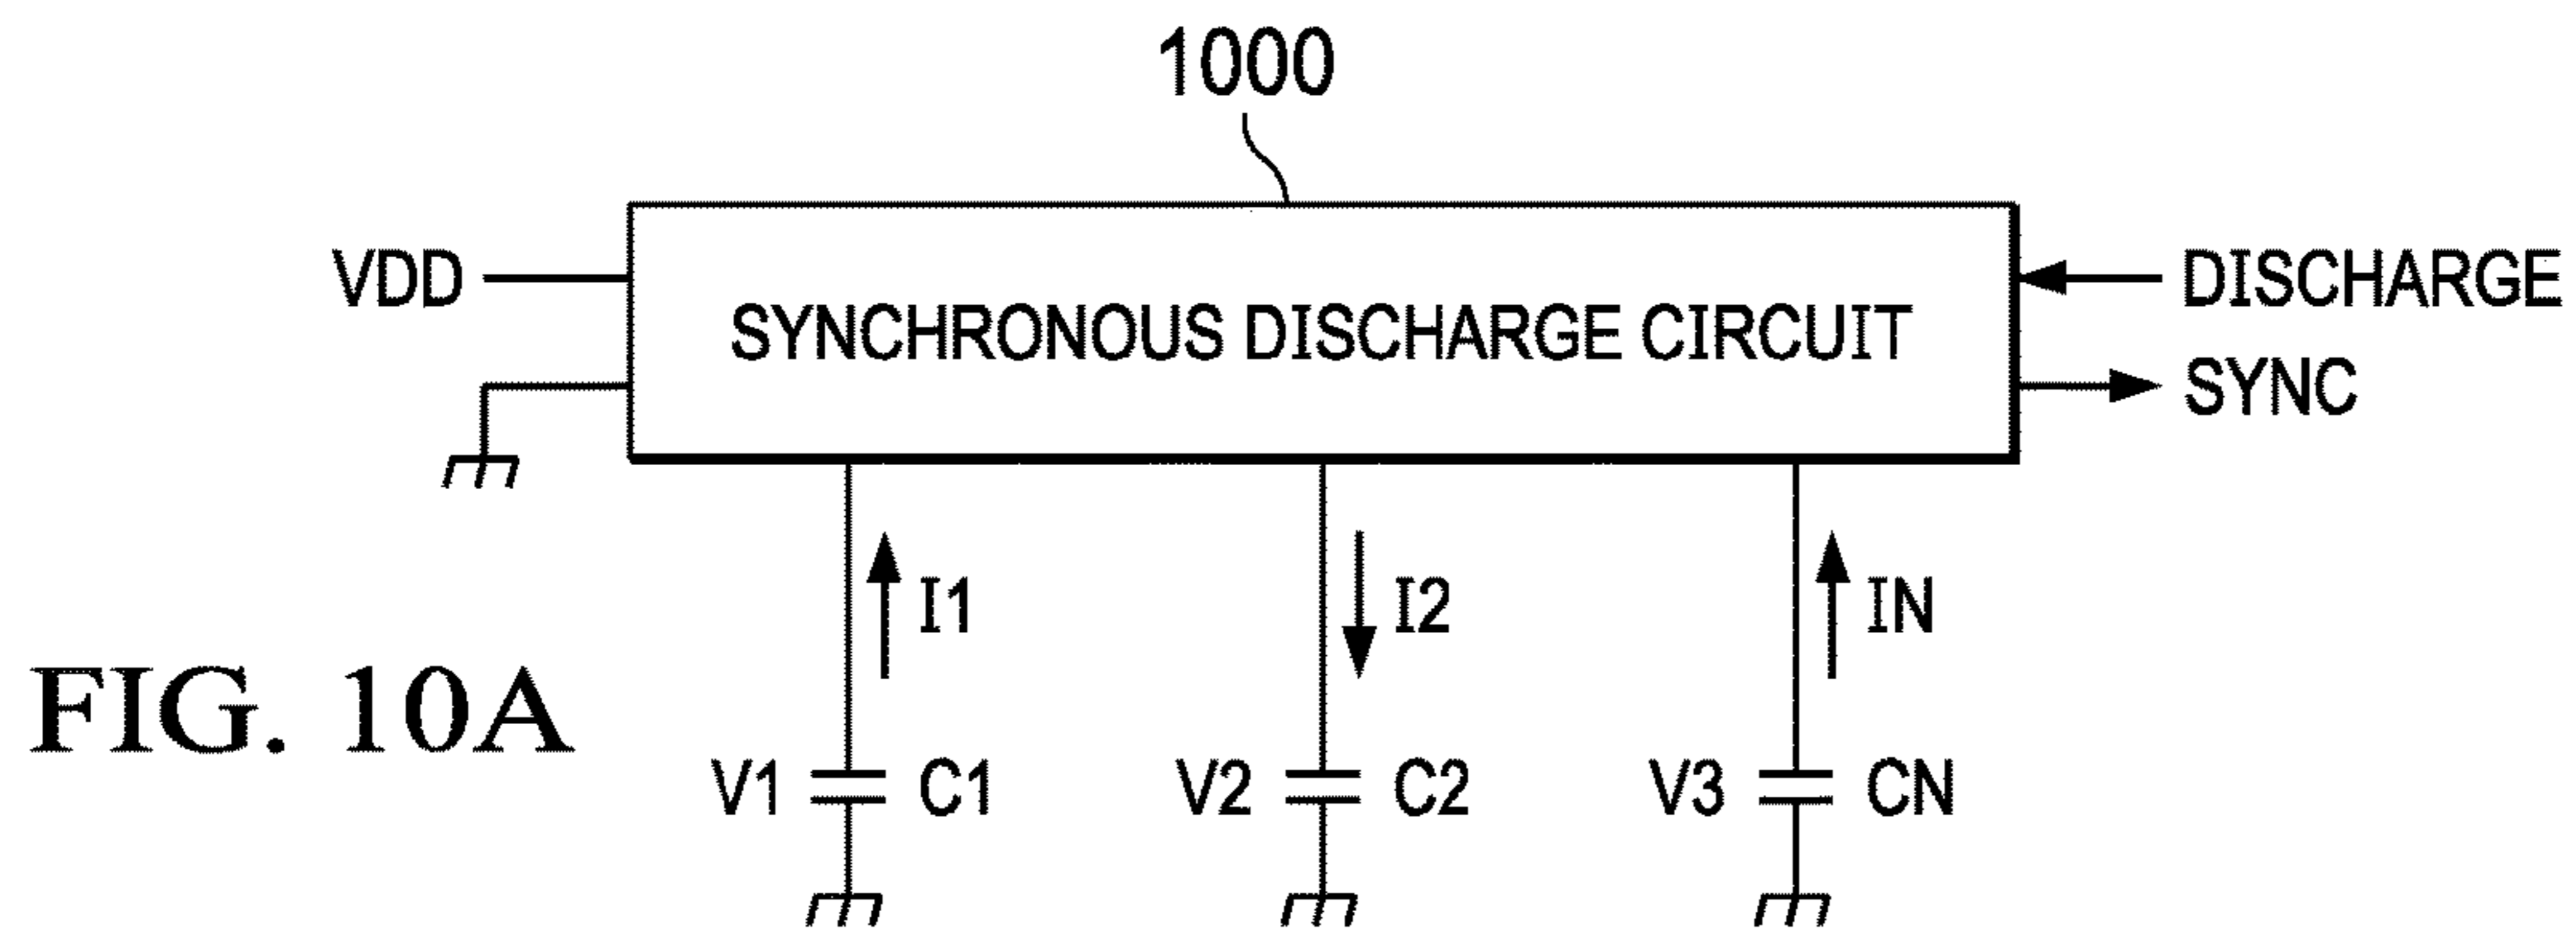 1000
VDD
DISCHARGE
SYNCHRONOUS DISCHARGE CIRCUIT
SYNC
I1
I2
IN
FIG. 10A
V1
C1
V2
C2
V3
CN